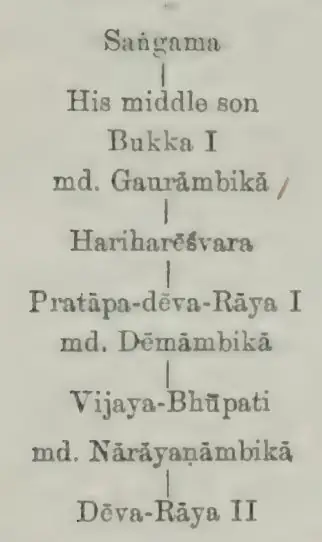 Saṅgama
His middle son
Bukka I
md. Gaurāmbikā
Hariharēśvara
Pratāpa-dēva-Rāya I
md. Dēmāmbikā
Vijaya-Bhūpati
md. Nārāyaṇāmbikā
Dēva-Rāya II